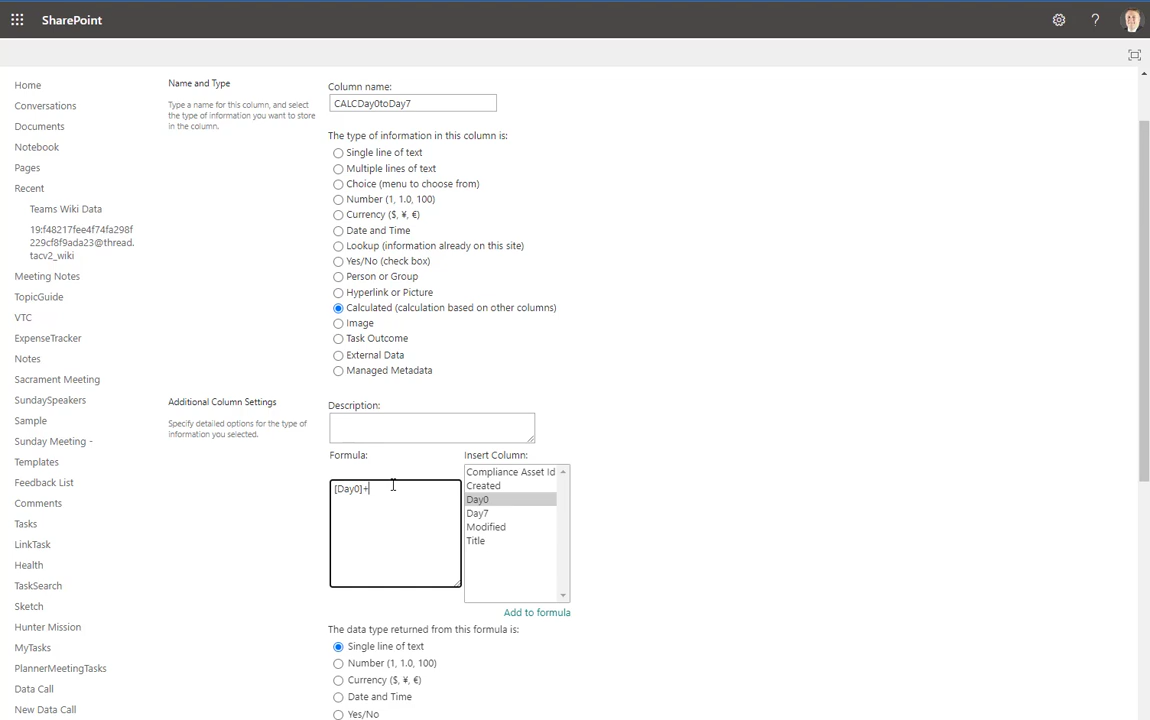 SharePoint
?
Home
Conversations
Documents
Notebook
Pages
Recent
Teams Wiki Data
19:f48217fee4f74fa298f
229cf8f9ada23@thread.
tacv2_wiki
Meeting Notes
TopicGuide
VTC
ExpenseTracker
Notes
Sacrament Meeting
SundaySpeakers
Sample
Sunday Meeting -
Templates
Feedback List
Comments
Tasks
LinkTask
Health
TaskSearch
Sketch
Hunter Mission
MyTasks
PlannerMeetingTasks
Data Call
New Data Call
Name and Type
Type a name for this column, and select
the type of information you want to store
in the column.
Column name:
CALCDay0toDay7
The type of information in this column is:
Single line of text
Multiple lines of text
Choice (menu to choose from)
Number (1, 1.0, 100)
Currency ($, ¥, €)
Date and Time
Lookup (information already on this site)
Yes/No (check box)
Person or Group
Hyperlink or Picture
Calculated (calculation based on other columns)
Image
Task Outcome
External Data
Managed Metadata
Additional Column Settings
Specify detailed options for the type of
information you selected.
Description:
Formula:
[Day0]+
Insert Column:
Compliance Asset Id
Created
Day0
Day7
Modified
Title
Add to formula
The data type returned from this formula is:
Single line of text
Number (1, 1.0, 100)
Currency ($, ¥, €)
Date and Time
Yes/No